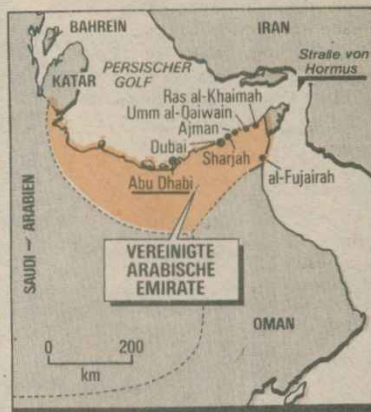 BAHREIN
IRAN
Straße von
Hormus
KATAR
PERSISCHER
GOLF
Ras al-Khaimah
Umm al-Qaiwain
Ajman
Dubai
Sharjah
al-Fujairah
Abu Dhabi
SAUDI – ARABIEN
VEREINIGTE
ARABISCHE
EMIRATE
OMAN
0 200
km